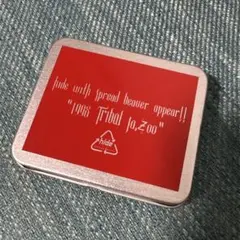 hide with Spread Beaver appear!!
"1998 Tribal Ja,Zoo"
hide